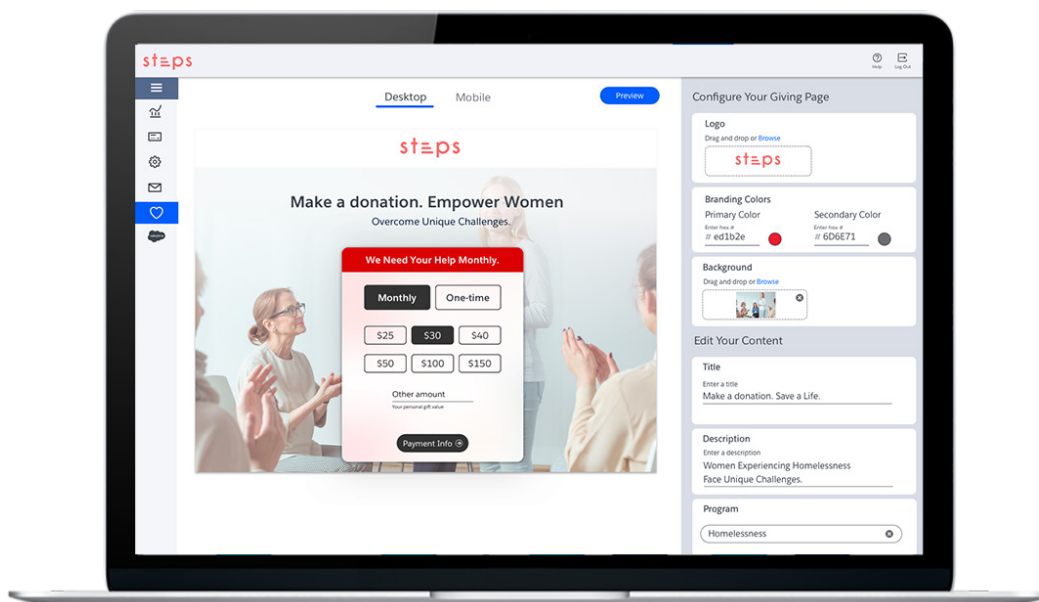 steps
Help
Log Out
Desktop
Mobile
Preview
steps
Make a donation. Empower Women
Overcome Unique Challenges.
We Need Your Help Monthly.
Monthly
One-time
$25
$30
$40
$50
$100
$150
Other amount
Your personal gift value
Payment Info
Configure Your Giving Page
Logo
Drag and drop or Browse
steps
Branding Colors
Primary Color
Secondary Color
Enter hex #
Enter hex #
# ed1b2e
# 6D6E71
Background
Drag and drop or Browse
Edit Your Content
Title
Enter a title
Make a donation. Save a Life.
Description
Enter a description
Women Experiencing Homelessness
Face Unique Challenges.
Program
Homelessness